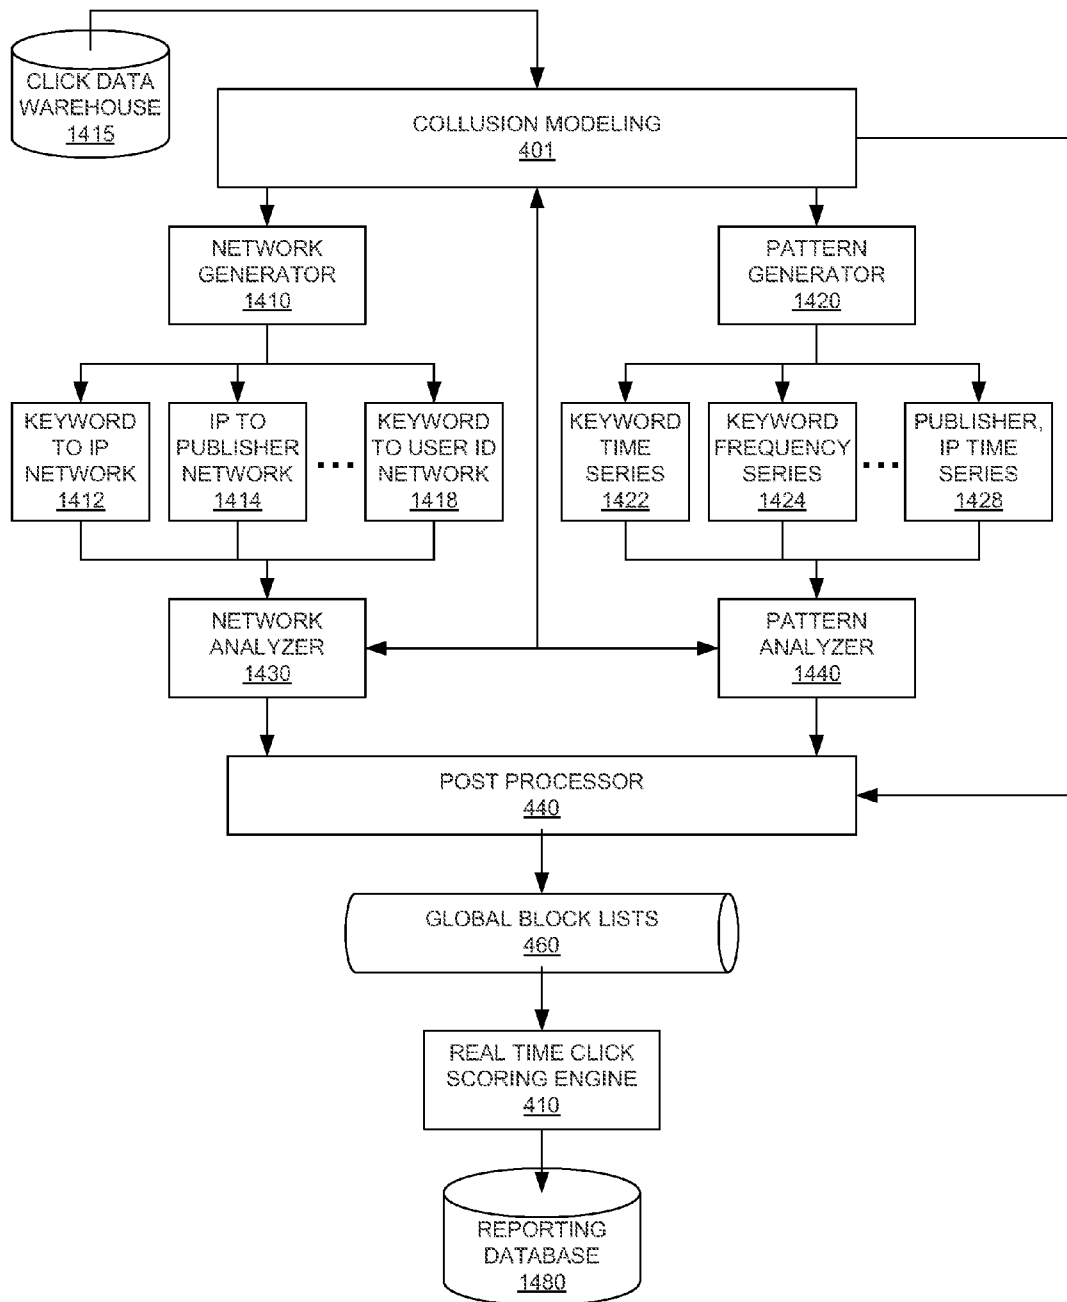 CLICK DATA
WAREHOUSE
1415
COLLUSION MODELING
401
NETWORK
GENERATOR
1410
PATTERN
GENERATOR
1420
KEYWORD
TO IP
NETWORK
1412
IP TO
PUBLISHER
NETWORK
1414
...
KEYWORD
TO USER ID
NETWORK
1418
KEYWORD
TIME
SERIES
1422
KEYWORD
FREQUENCY
SERIES
1424
...
PUBLISHER,
IP TIME
SERIES
1428
NETWORK
ANALYZER
1430
PATTERN
ANALYZER
1440
POST PROCESSOR
440
GLOBAL BLOCK LISTS
460
REAL TIME CLICK
SCORING ENGINE
410
REPORTING
DATABASE
1480